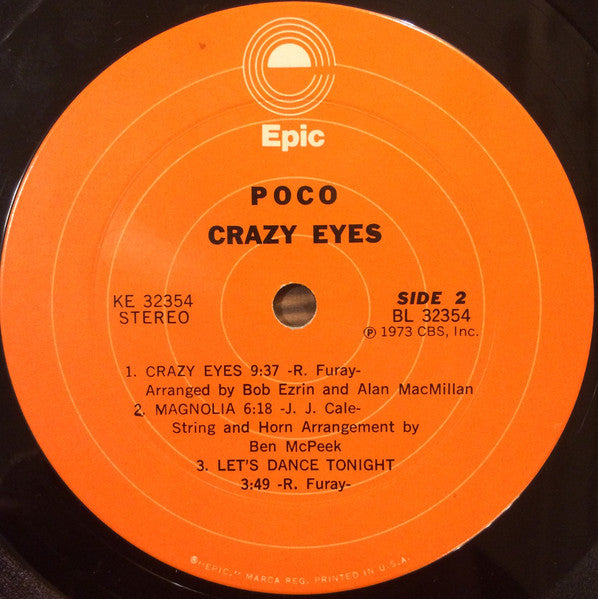 Epic
POCO
CRAZY EYES
KE 32354
STEREO
SIDE 2
BL 32354
Ⓟ 1973 CBS, Inc.
1. CRAZY EYES 9:37 -R. Furay-
Arranged by Bob Ezrin and Alan MacMillan
2. MAGNOLIA 6:18 -J. J. Cale-
String and Horn Arrangement by
Ben McPeek
3. LET'S DANCE TONIGHT
3:49 -R. Furay-
"EPIC," MARCA REG. PRINTED IN U.S.A.